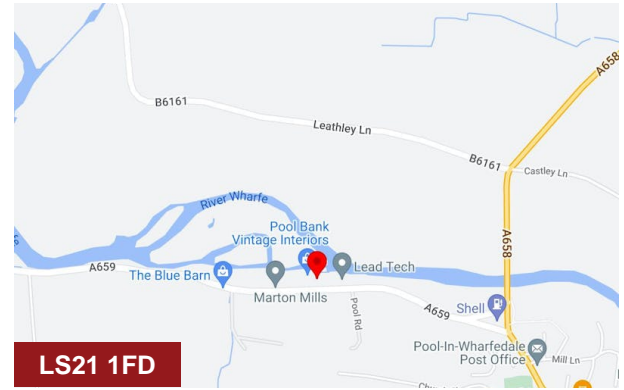 A658
B6161
Leathley Ln
B6161
Castley Ln
River Wharfe
A658
Pool Bank
Vintage Interiors
A659
The Blue Barn
Lead Tech
Marton Mills
Pool Rd
A659
Shell
Pool-In-Wharfedale
Post Office
Mill Ln
LS21 1FD